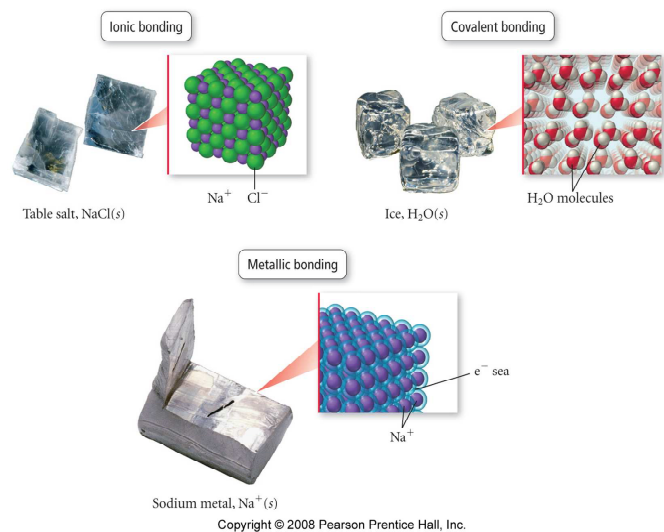 Ionic bonding
Covalent bonding
Na⁺ Cl⁻
H₂O molecules
Table salt, NaCl(s)
Ice, H₂O(s)
Metallic bonding
e⁻ sea
Na⁺
Sodium metal, Na⁺(s)
Copyright © 2008 Pearson Prentice Hall, Inc.